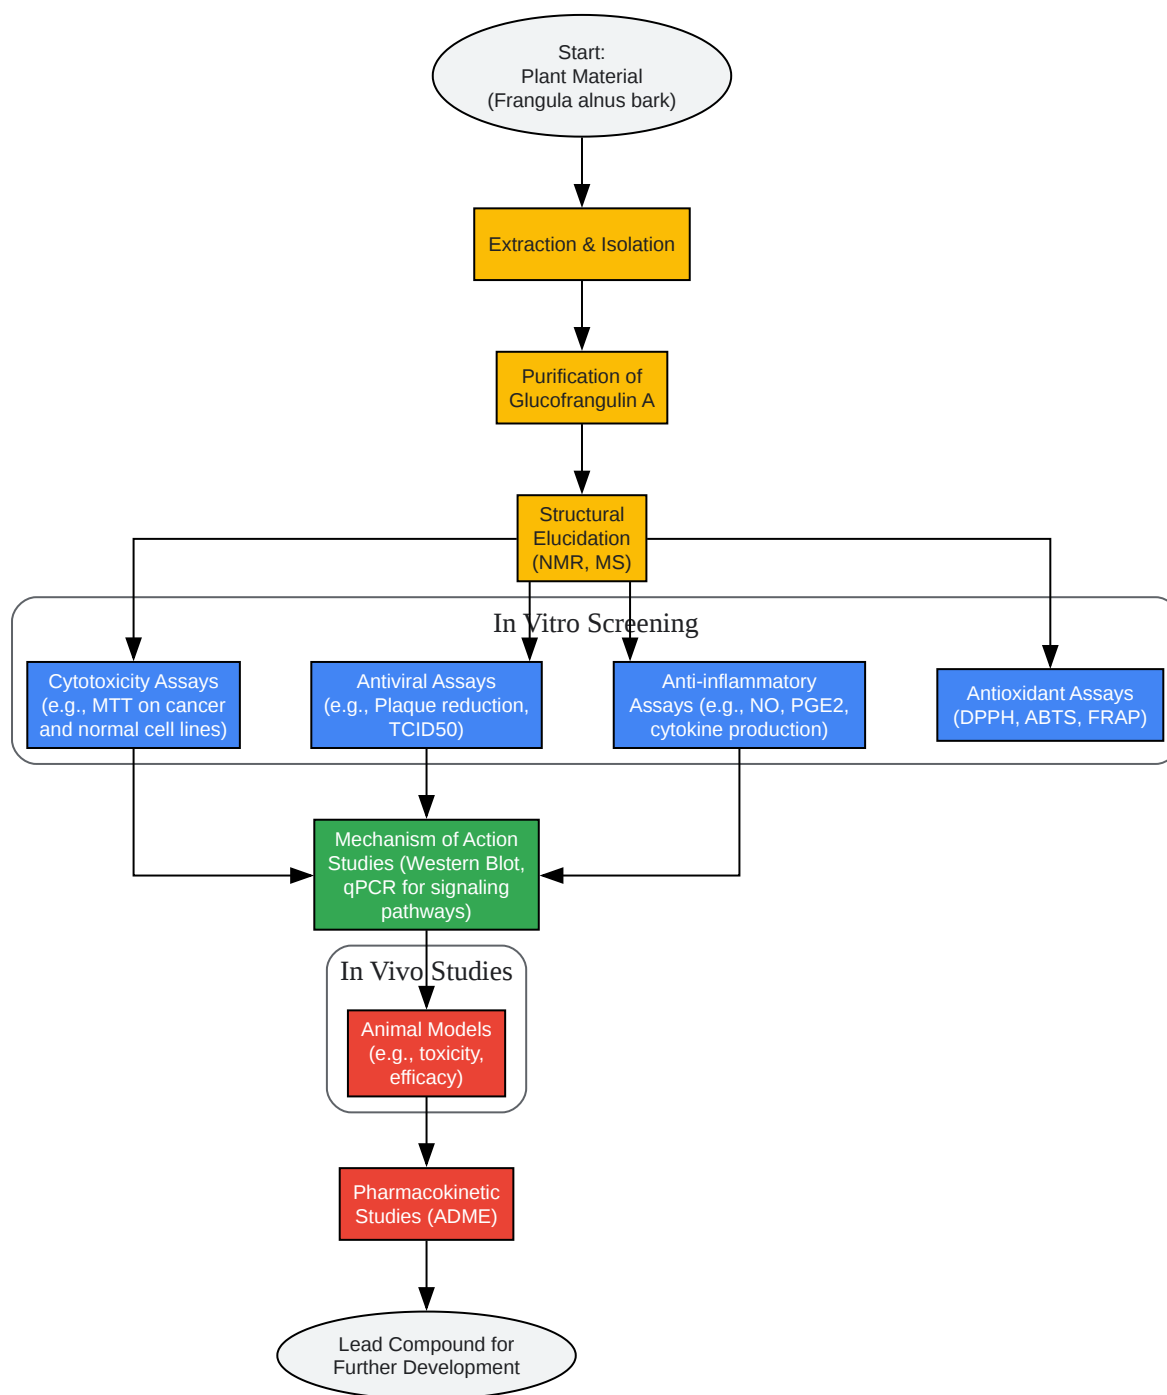 Start:
Plant Material
(Frangula alnus bark)
Extraction & Isolation
Purification of
Glucofrangulin A
Structural
Elucidation
(NMR, MS)
In Vitro Screening
Cytotoxicity Assays
(e.g., MTT on cancer
and normal cell lines)
Antiviral Assays
(e.g., Plaque reduction,
TCID50)
Anti-inflammatory
Assays (e.g., NO, PGE2,
cytokine production)
Antioxidant Assays
(DPPH, ABTS, FRAP)
Mechanism of Action
Studies (Western Blot,
qPCR for signaling
pathways)
In Vivo Studies
Animal Models
(e.g., toxicity,
efficacy)
Pharmacokinetic
Studies (ADME)
Lead Compound for
Further Development